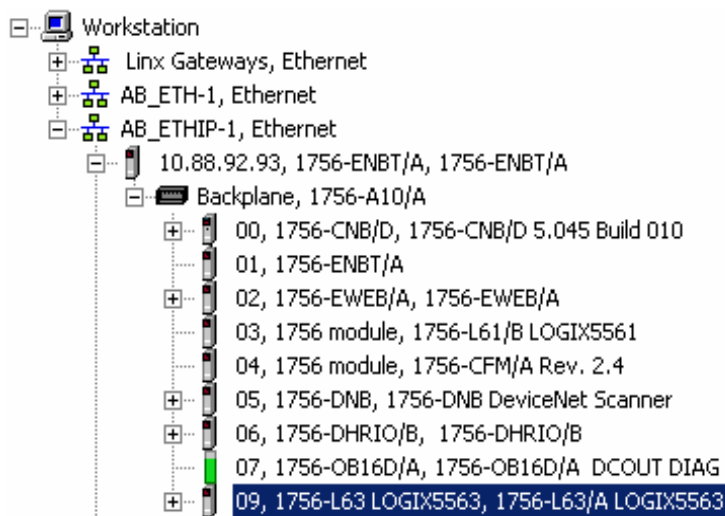 Workstation
Linx Gateways, Ethernet
AB_ETH-1, Ethernet
AB_ETHIP-1, Ethernet
10.88.92.93, 1756-ENBT/A, 1756-ENBT/A
Backplane, 1756-A10/A
00, 1756-CNB/D, 1756-CNB/D 5.045 Build 010
01, 1756-ENBT/A
02, 1756-EWEB/A, 1756-EWEB/A
03, 1756 module, 1756-L61/B LOGIX5561
04, 1756 module, 1756-CFM/A Rev. 2.4
05, 1756-DNB, 1756-DNB DeviceNet Scanner
06, 1756-DHRIO/B, 1756-DHRIO/B
07, 1756-OB16D/A, 1756-OB16D/A DCOUT DIAG
09, 1756-L63 LOGIX5563, 1756-L63/A LOGIX5563